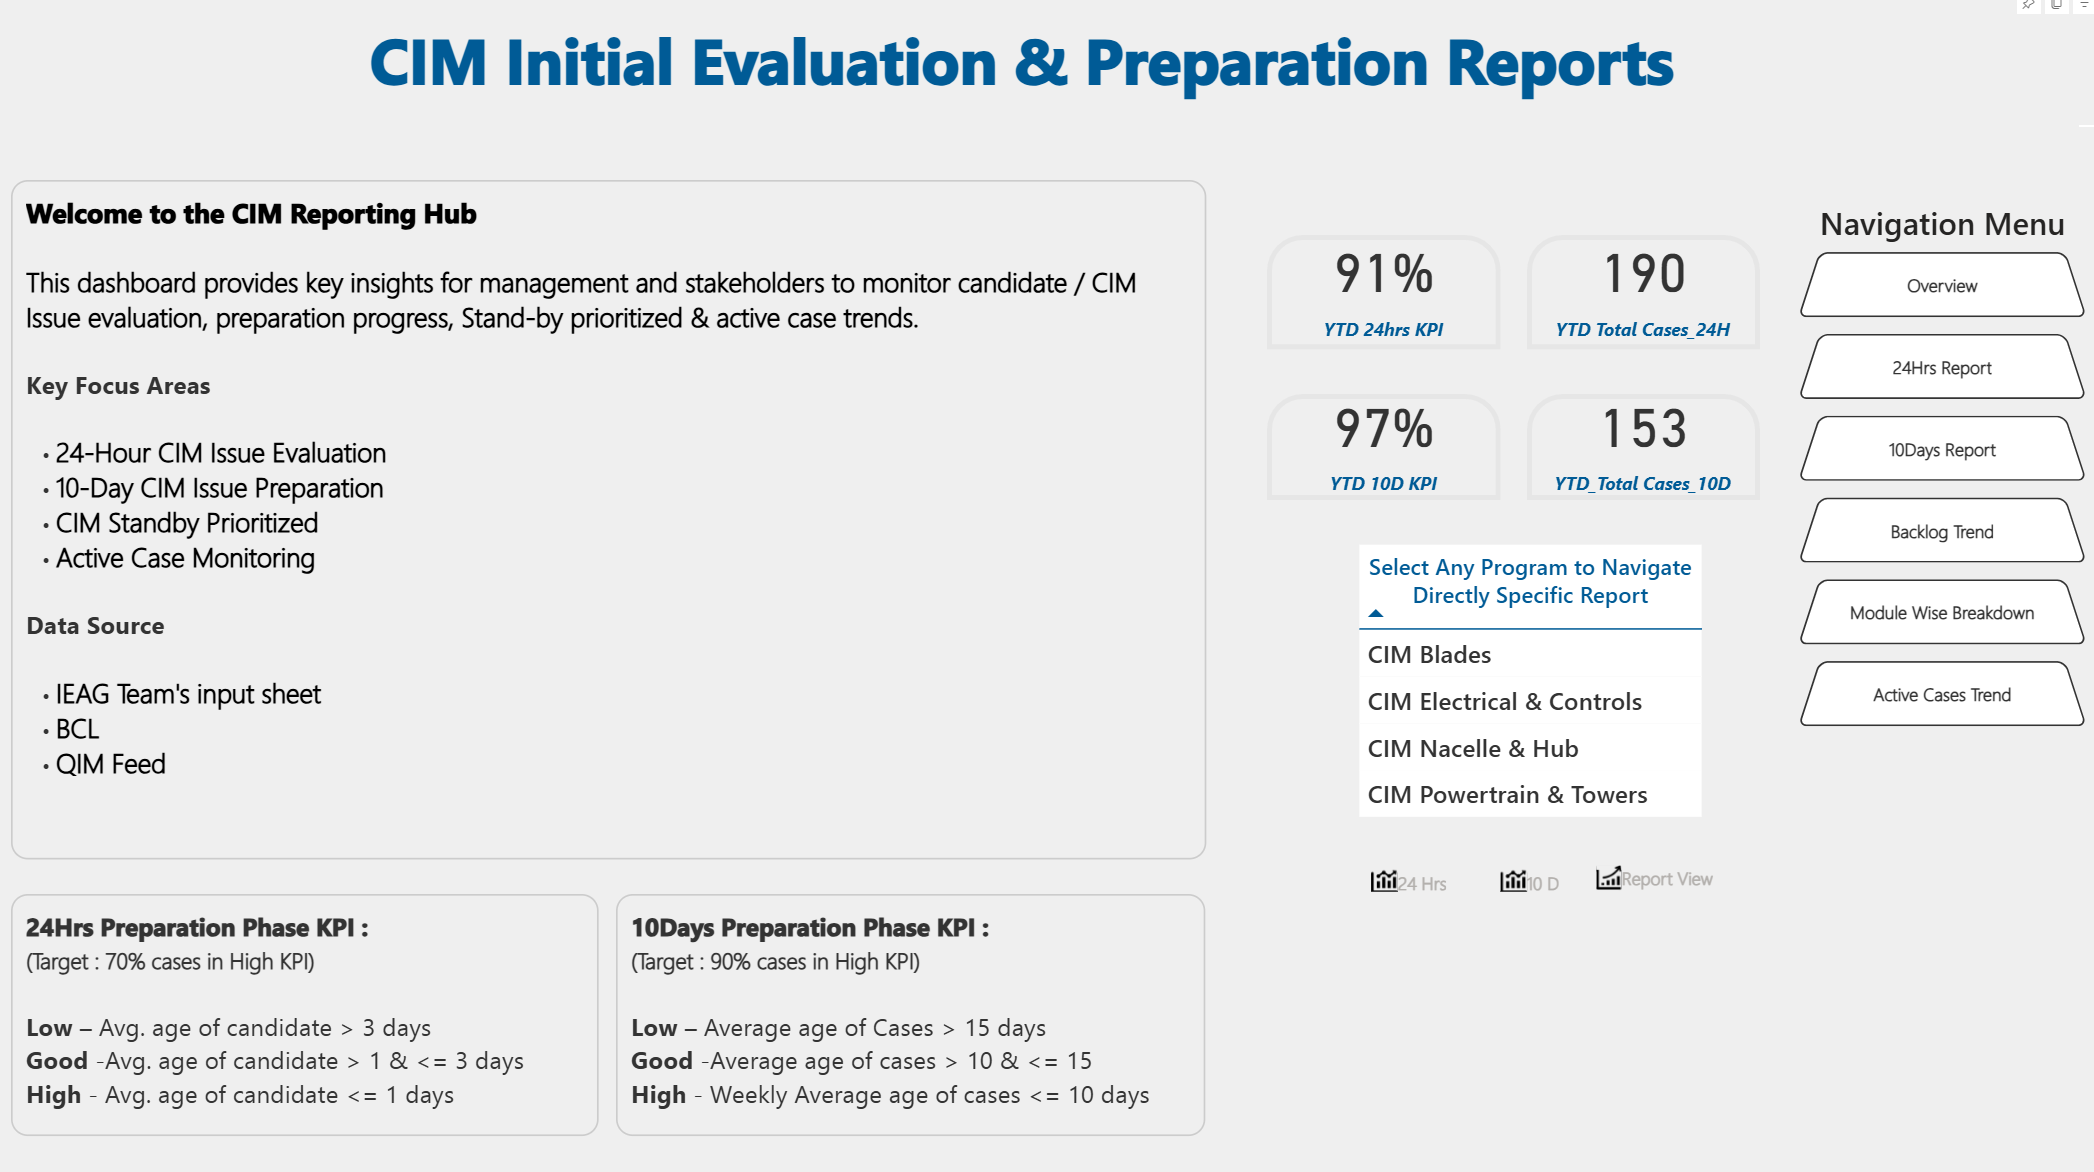 CIM Initial Evaluation & Preparation Reports
Welcome to the CIM Reporting Hub
This dashboard provides key insights for management and stakeholders to monitor candidate / CIM
Issue evaluation, preparation progress, Stand-by prioritized & active case trends.
Key Focus Areas
• 24-Hour CIM Issue Evaluation
• 10-Day CIM Issue Preparation
• CIM Standby Prioritized
• Active Case Monitoring
Data Source
• IEAG Team's input sheet
• BCL
• QIM Feed
24Hrs Preparation Phase KPI :
(Target : 70% cases in High KPI)
Low – Avg. age of candidate > 3 days
Good -Avg. age of candidate > 1 & <= 3 days
High - Avg. age of candidate <= 1 days
10Days Preparation Phase KPI :
(Target : 90% cases in High KPI)
Low – Average age of Cases > 15 days
Good -Average age of cases > 10 & <= 15
High - Weekly Average age of cases <= 10 days
91%
YTD 24hrs KPI
190
YTD Total Cases_24H
97%
YTD 10D KPI
153
YTD_Total Cases_10D
Select Any Program to Navigate
Directly Specific Report
CIM Blades
CIM Electrical & Controls
CIM Nacelle & Hub
CIM Powertrain & Towers
24 Hrs
10 D
Report View
Navigation Menu
Overview
24Hrs Report
10Days Report
Backlog Trend
Module Wise Breakdown
Active Cases Trend